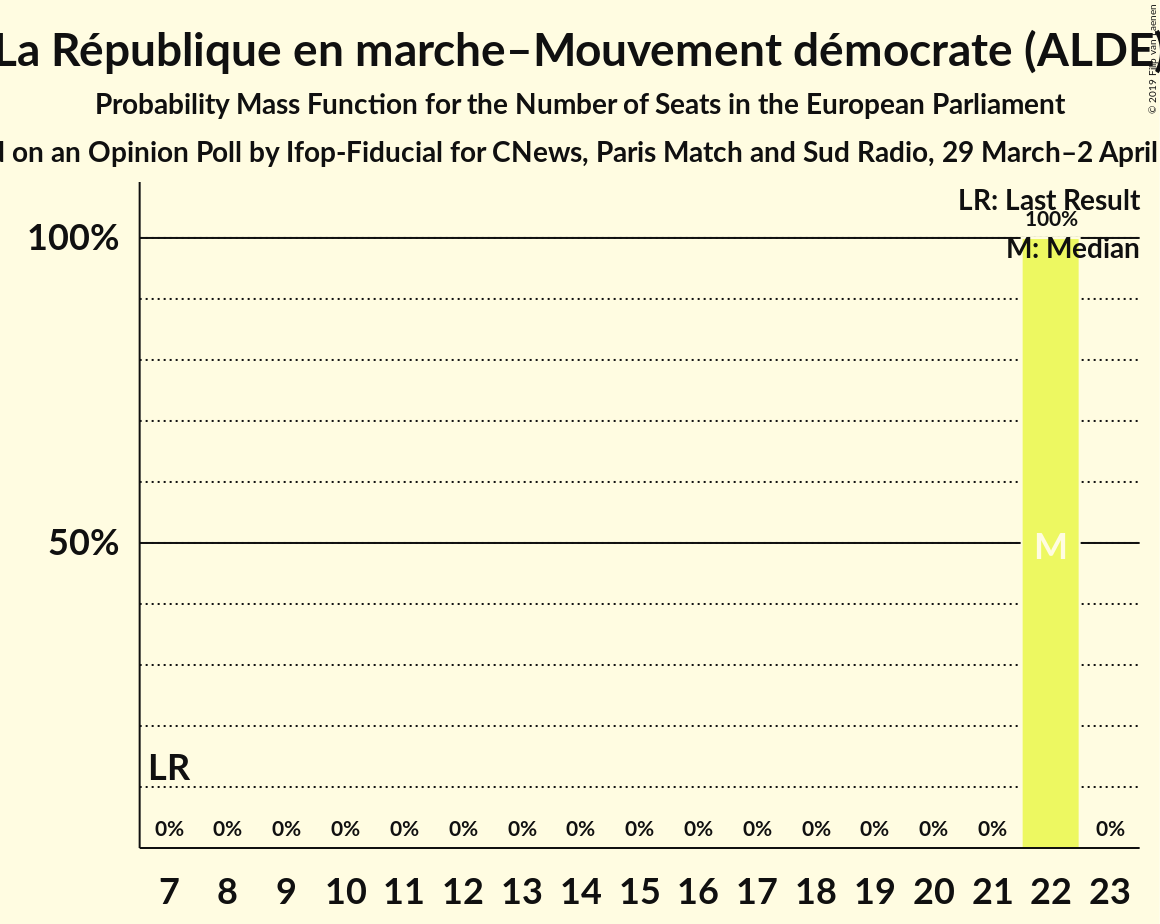 La République en marche–Mouvement démocrate (ALDE)
Probability Mass Function for the Number of Seats in the European Parliament
on an Opinion Poll by Ifop-Fiducial for CNews, Paris Match and Sud Radio, 29 March–2 April
© 2019 Filip van Laenen
LR: Last Result
100%
100%
M: Median
50%
M
LR
0% 0% 0% 0% 0% 0% 0% 0% 0% 0% 0% 0% 0% 0% 0% 0%
7 8 9 10 11 12 13 14 15 16 17 18 19 20 21 22 23